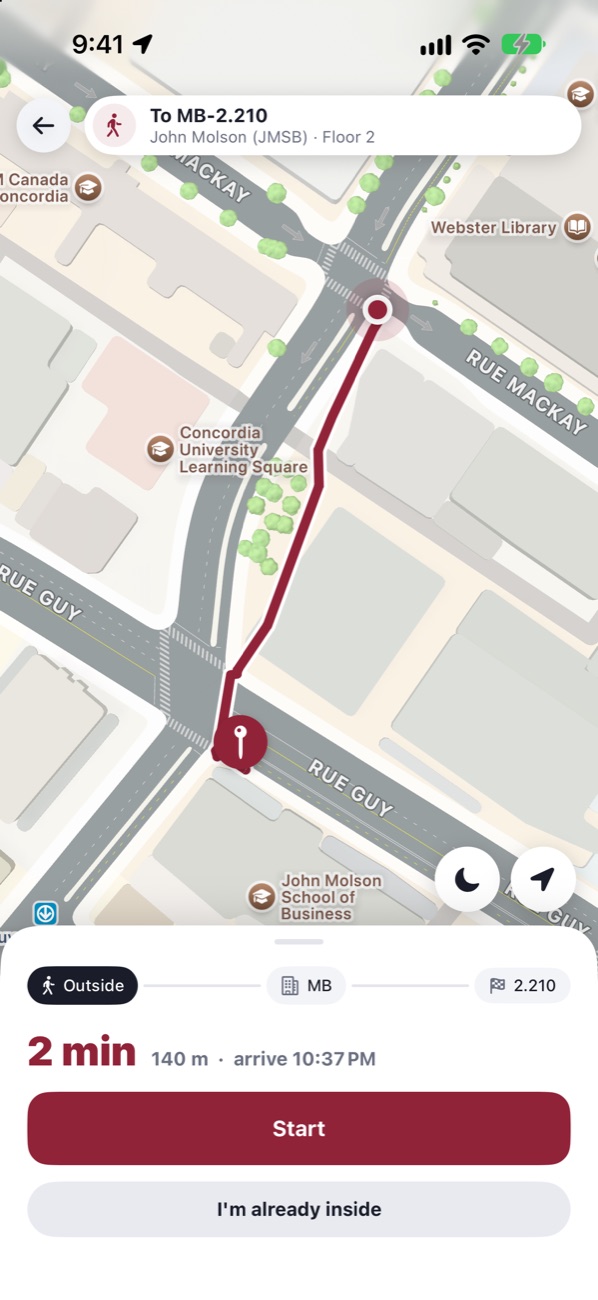 9:41
To MB-2.210
John Molson (JMSB) · Floor 2
MACKAY
Canada
oncordia
Webster Library
RUE MACKAY
Concordia
University
Learning Square
RUE GUY
RUE GUY
John Molson
School of
Business
GUY
Outside
MB
2.210
2 min
140 m · arrive 10:37 PM
Start
I'm already inside